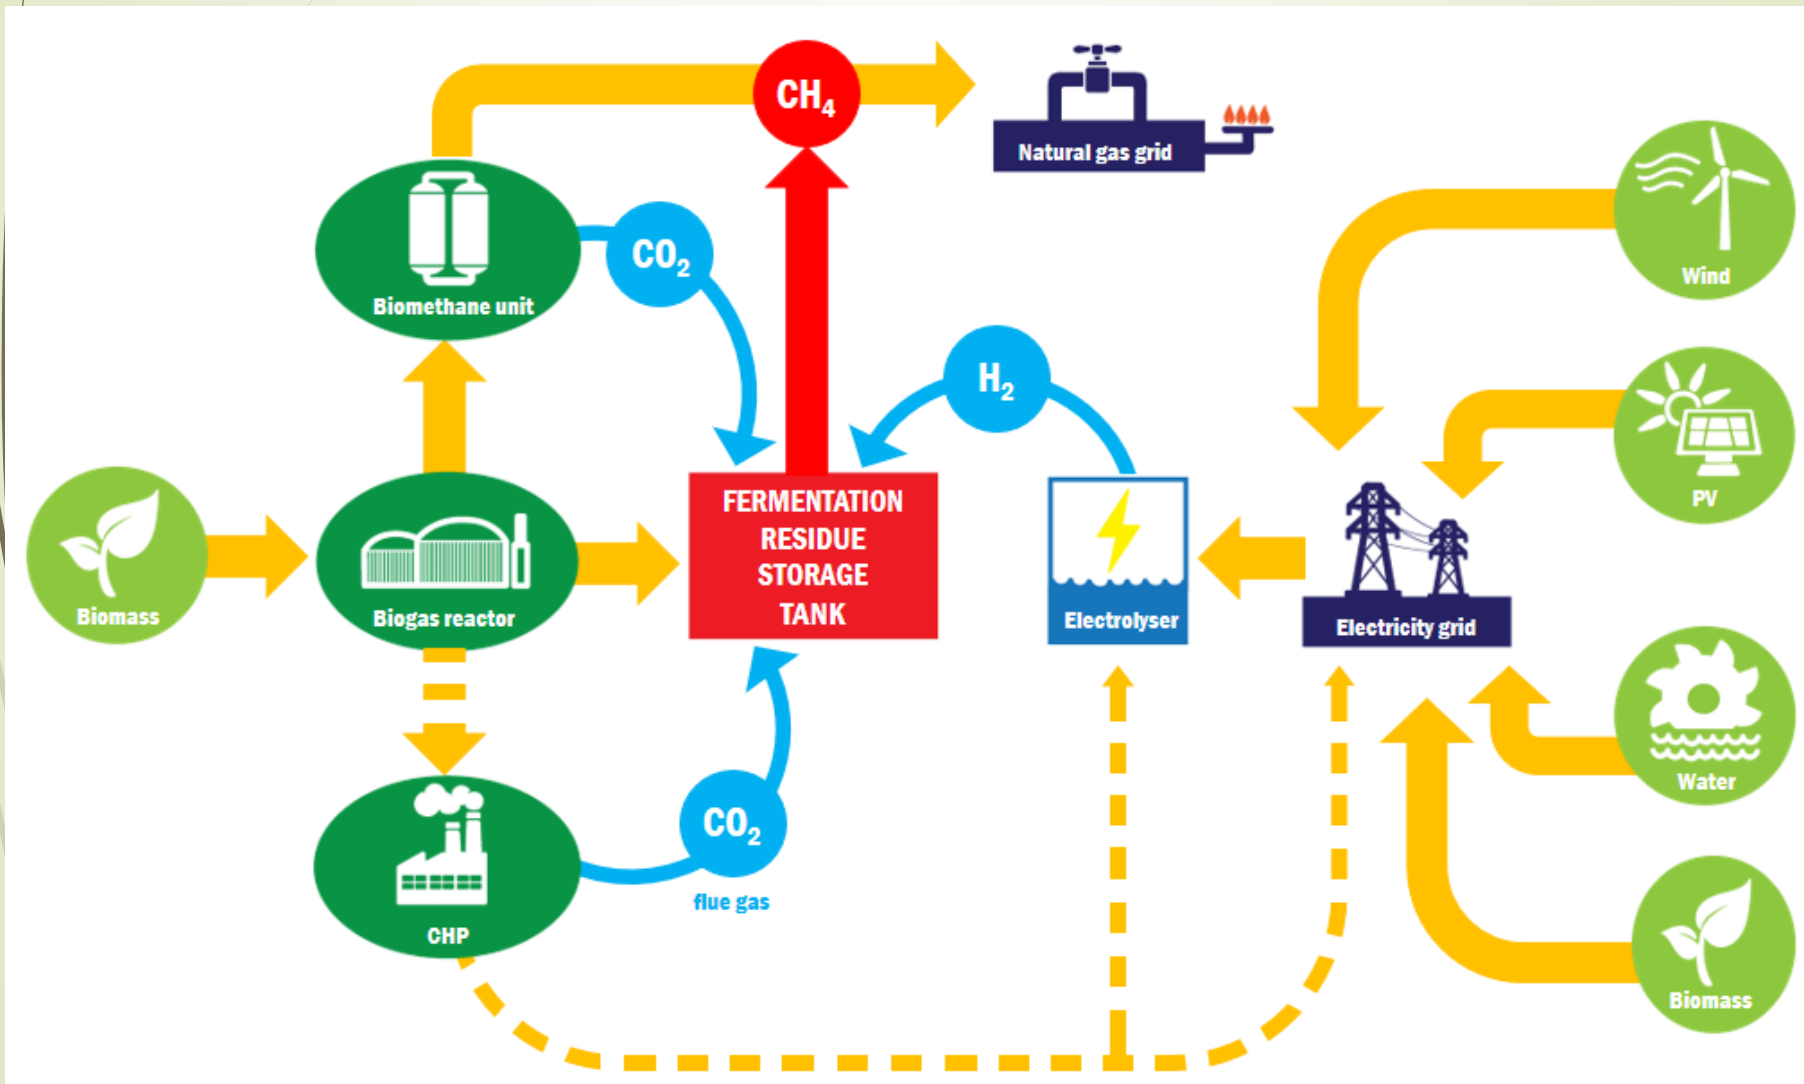 CH₄
Natural gas grid
Wind
CO₂
Biomethane unit
H₂
PV
Biomass
Biogas reactor
FERMENTATION
RESIDUE
STORAGE
TANK
Electrolyser
Electricity grid
Water
CO₂
flue gas
CHP
Biomass